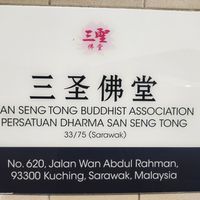 三聖
佛堂
三圣佛堂
AN SENG TONG BUDDHIST ASSOCIATION
PERSATUAN DHARMA SAN SENG TONG
33/75 (Sarawak)
No. 620, Jalan Wan Abdul Rahman,
93300 Kuching, Sarawak, Malaysia